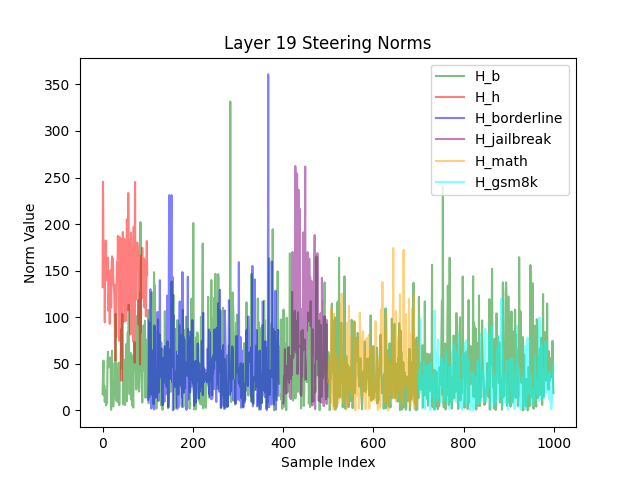 Layer 19 Steering Norms
H_b
H_h
H_borderline
H_jailbreak
H_math
H_gsm8k
Norm Value
350
300
250
200
150
100
50
0
0
200
400
600
800
1000
Sample Index